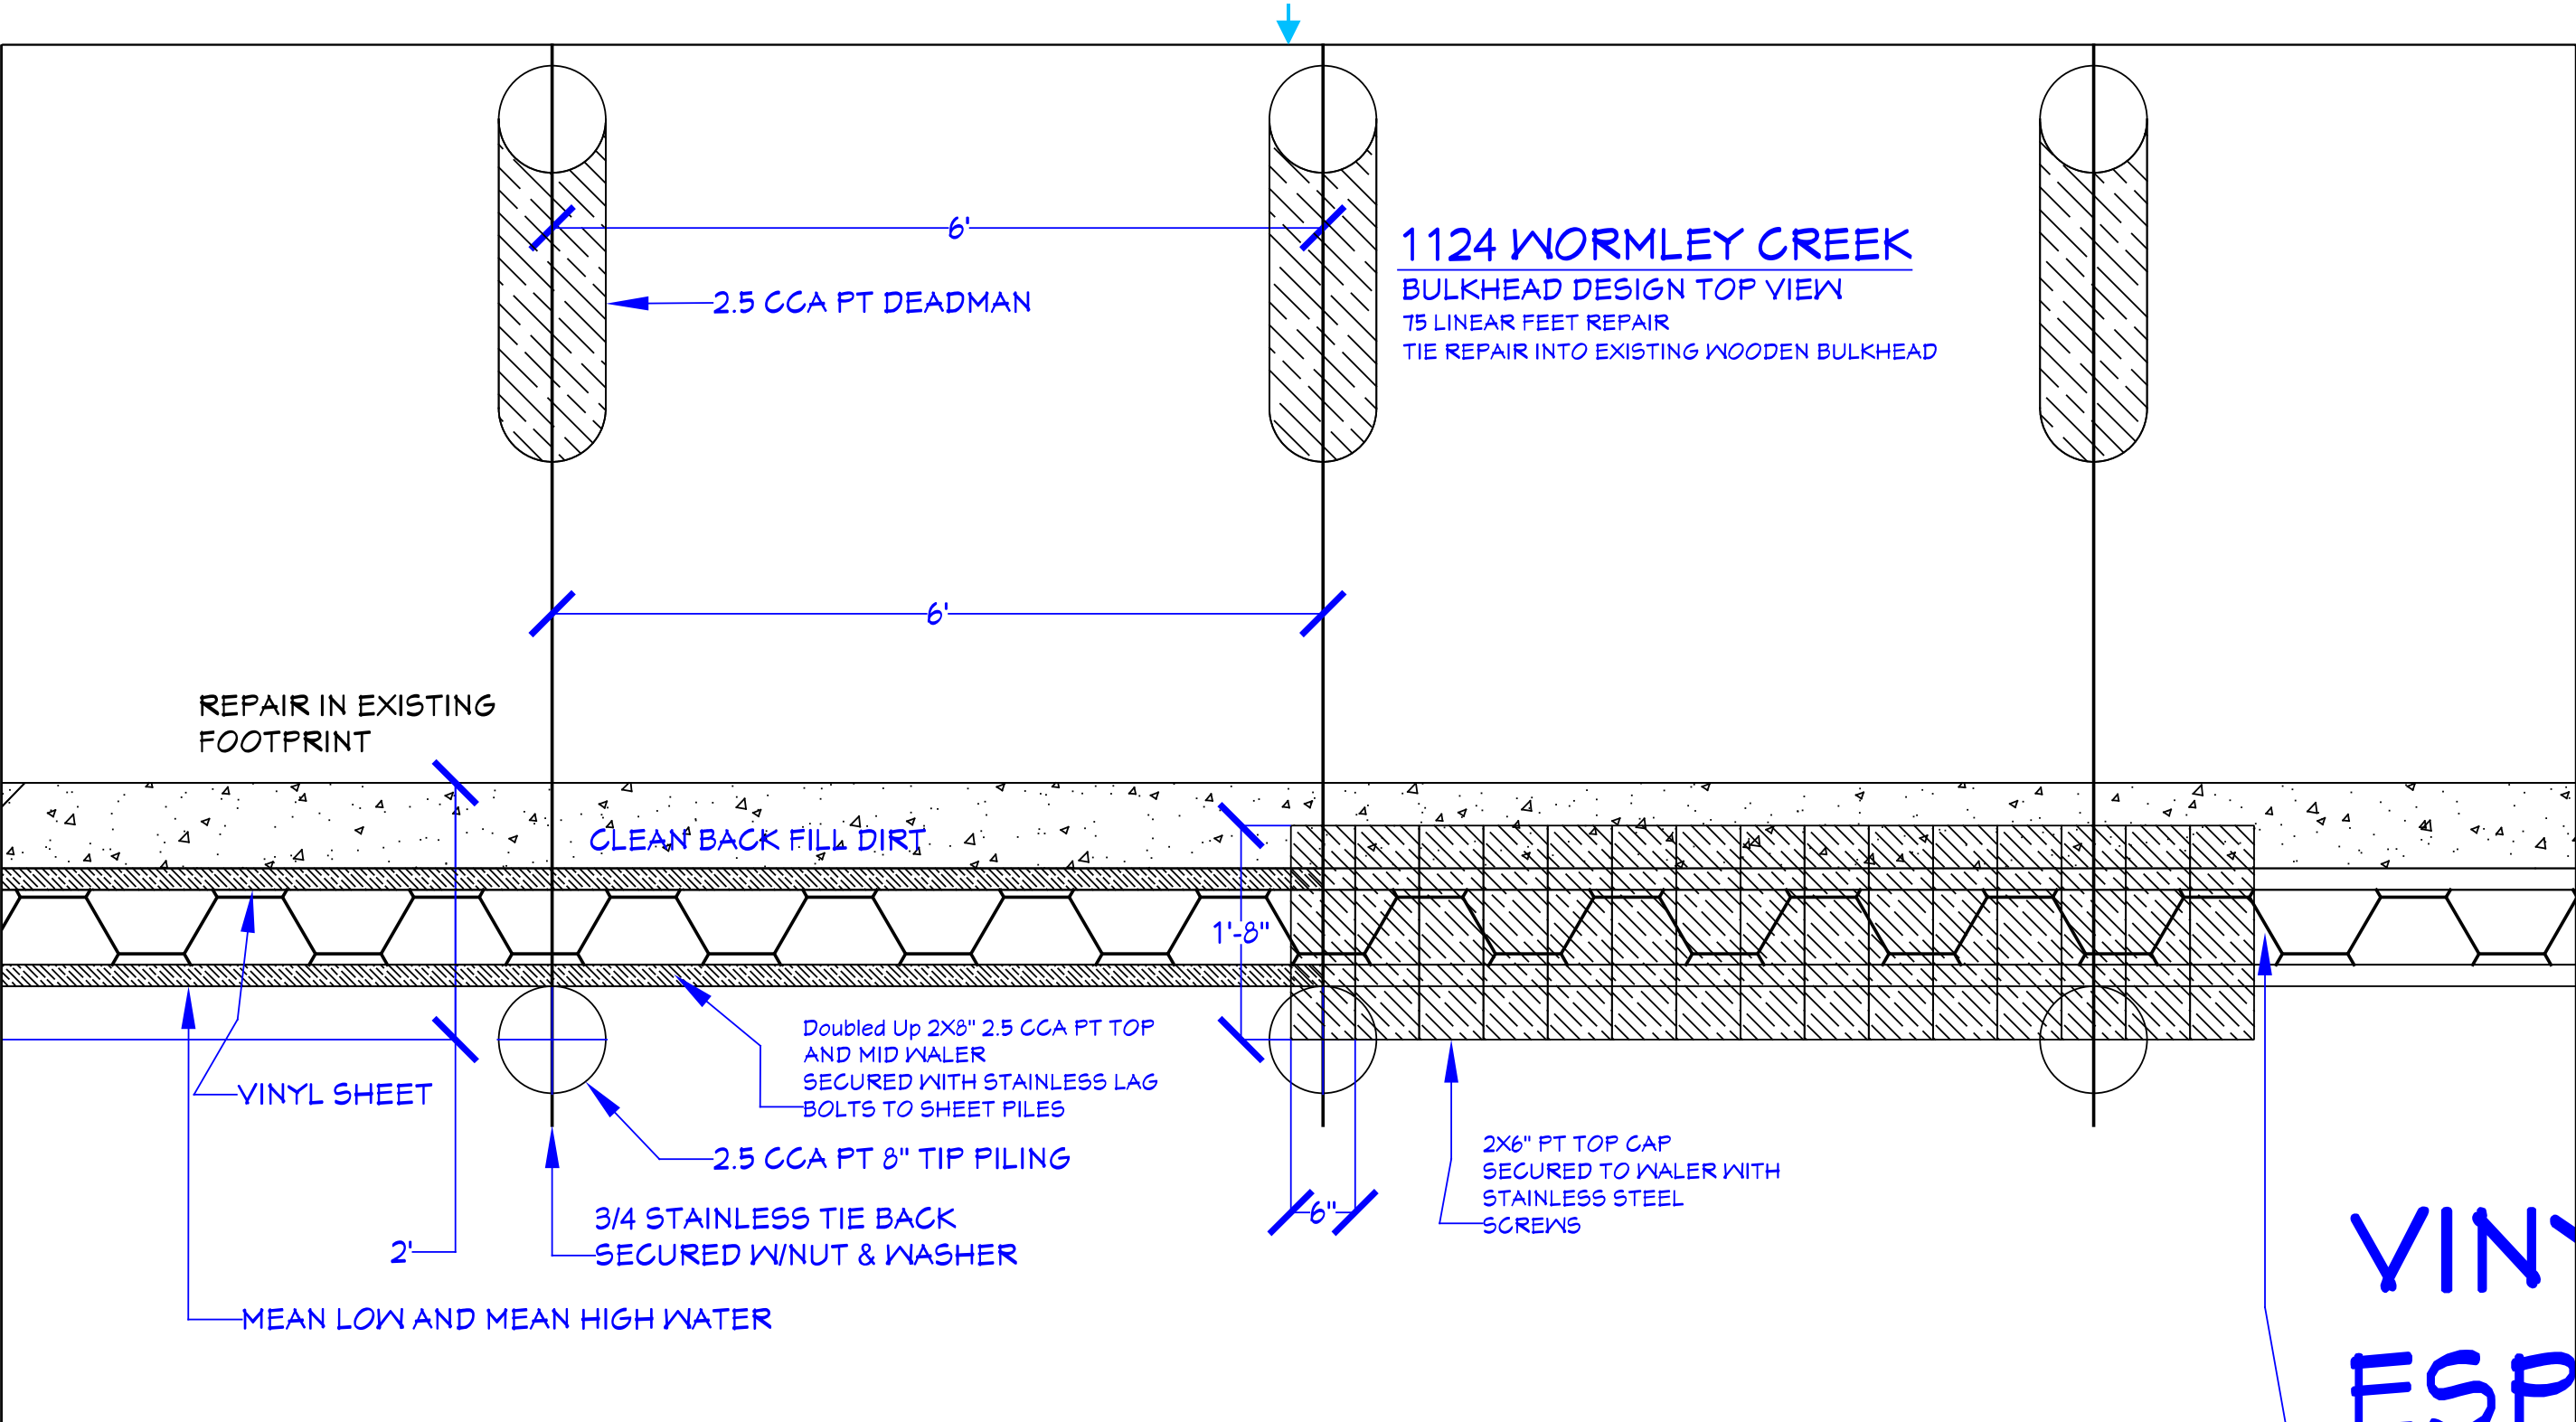 6'
1124 WORMLEY CREEK
BULKHEAD DESIGN TOP VIEW
75 LINEAR FEET REPAIR
TIE REPAIR INTO EXISTING WOODEN BULKHEAD
2.5 CCA PT DEADMAN
6'
REPAIR IN EXISTING
FOOTPRINT
CLEAN BACK FILL DIRT
1'-8"
Doubled Up 2X8" 2.5 CCA PT TOP
AND MID WALER
SECURED WITH STAINLESS LAG
BOLTS TO SHEET PILES
VINYL SHEET
2.5 CCA PT 8" TIP PILING
2X6" PT TOP CAP
SECURED TO WALER WITH
STAINLESS STEEL
SCREWS
6"
3/4 STAINLESS TIE BACK
SECURED W/NUT & WASHER
2'
MEAN LOW AND MEAN HIGH WATER